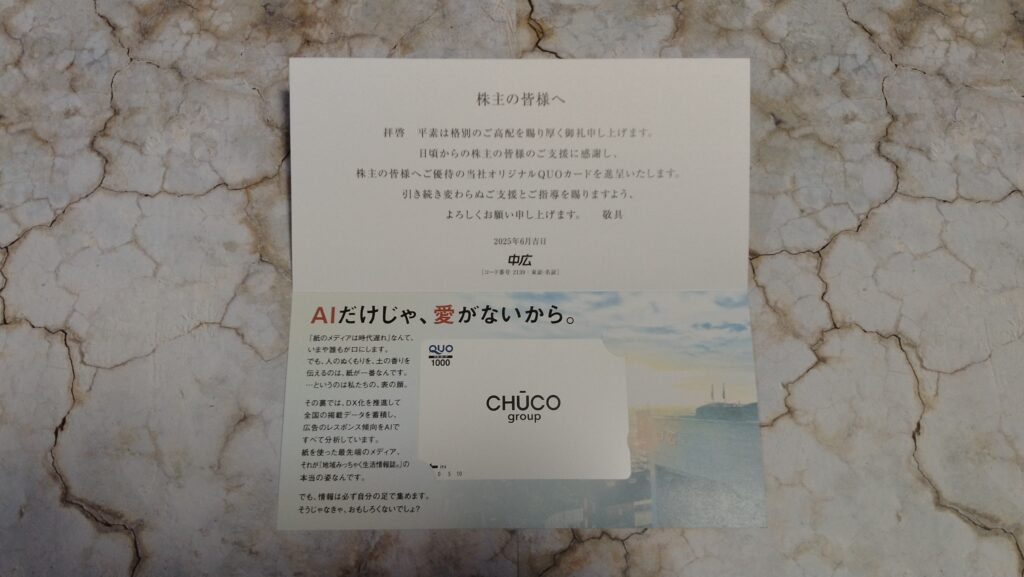 株主の皆様へ
拝啓　平素は格別のご高配を賜り厚く御礼申し上げます。
日頃からの株主の皆様のご支援に感謝し、
株主の皆様へご優待の当社オリジナルQUOカードを進呈いたします。
引き続き変わらぬご支援とご指導を賜りますよう、
よろしくお願い申し上げます。　敬具
2025年6月吉日
中広
［コード番号 2139　東証・名証］
AIだけじゃ、愛がないから。
「紙のメディアは時代遅れ」なんて、
いまや誰もが口にします。
でも、人のぬくもりを、土の香りを
伝えるのは、紙が一番なんです。
…というのは私たちの、表の顔。
その裏では、DX化を推進して
全国の掲載データを蓄積し、
広告のレスポンス傾向をAIで
すべて分析しています。
紙を使った最先端のメディア、
それが「地域みっちゃく生活情報誌®」の
本当の姿なんです。
でも、情報は必ず自分の足で集めます。
そうじゃなきゃ、おもしろくないでしょ？
QUO
1000
CHŪCO
group
0 5 10